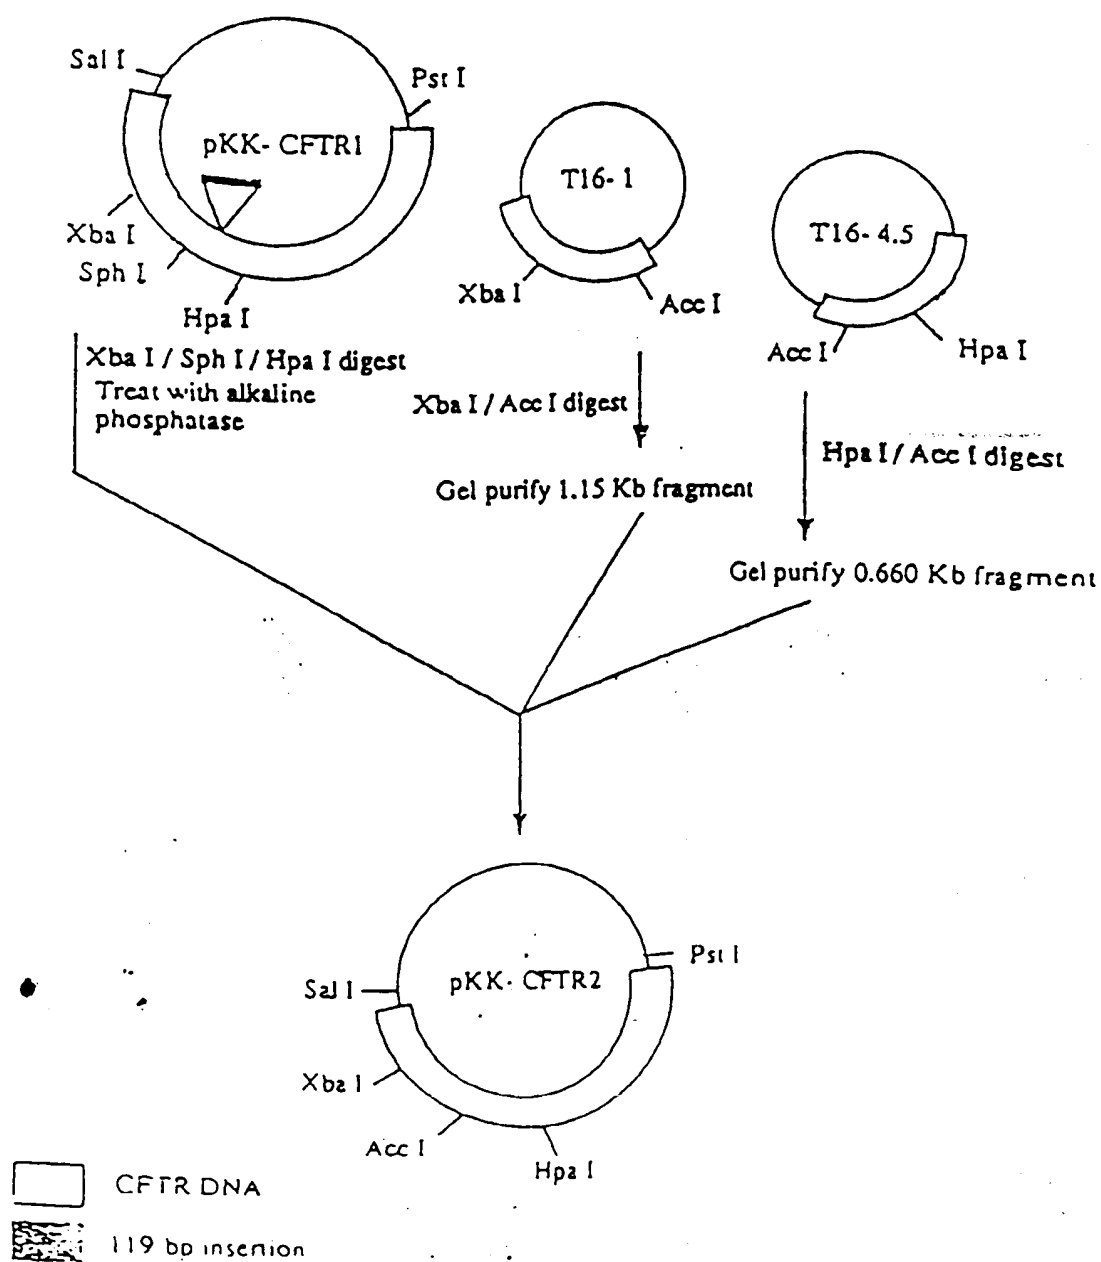 Sal I
Pst I
pKK- CFTR1
Xba I
Sph I
Hpa I
T16- 1
Xba I
Acc I
T16- 4.5
Acc I
Hpa I
Xba I / Sph I / Hpa I digest
Treat with alkaline
phosphatase
Xba I / Acc I digest
Hpa I / Acc I digest
Gel purify 1.15 Kb fragment
Gel purify 0.660 Kb fragment
Pst I
Sal I
pKK- CFTR2
Xba I
Acc I
Hpa I
CFTR DNA
119 bp insertion